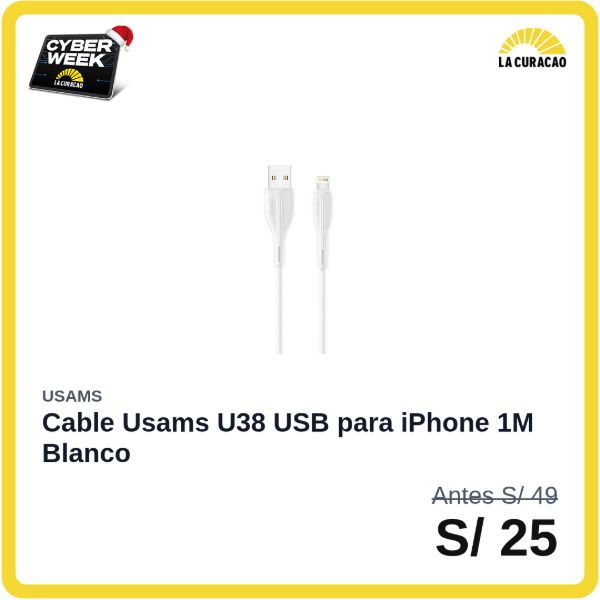 CYBER
WEEK
LA CURACAO
LA CURACAO
USAMS
Cable Usams U38 USB para iPhone 1M
Blanco
Antes S/ 49
S/ 25